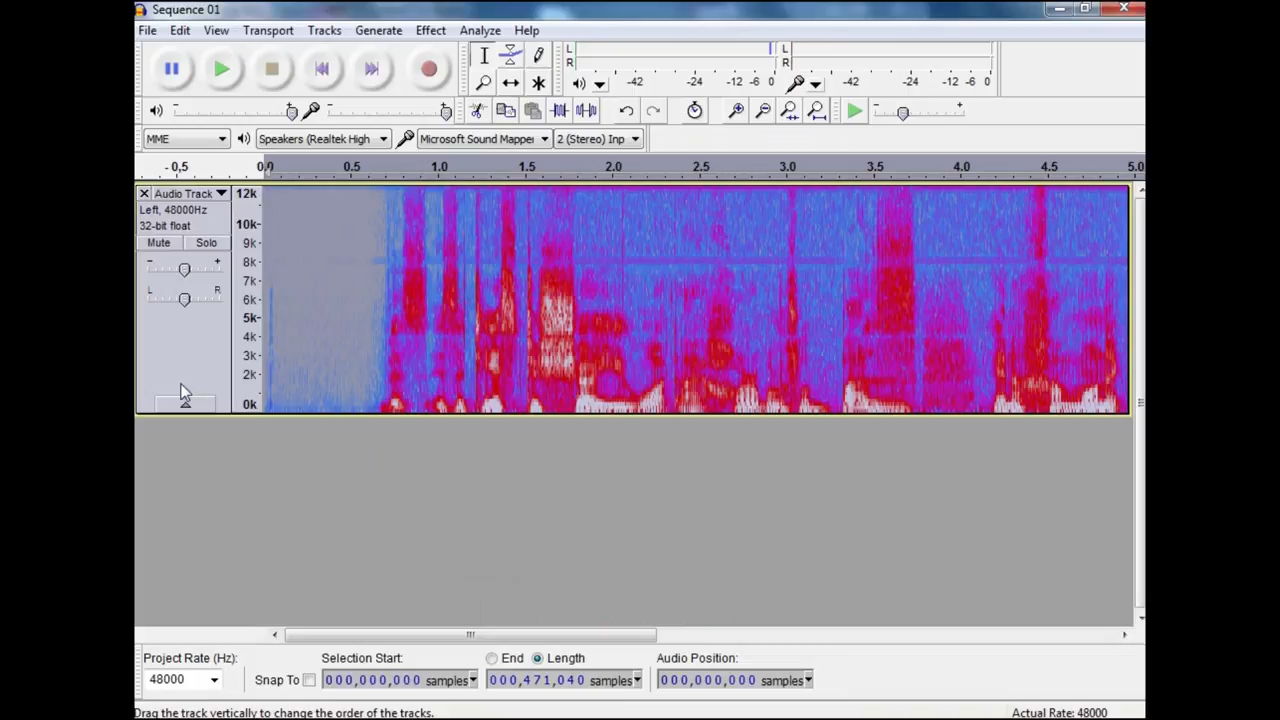 Sequence 01
File Edit View Transport Tracks Generate Effect Analyze Help
L
R
-42 -24 -12 -6 0
L
R
-42 -24 -12 -6 0
MME Speakers (Realtek High Microsoft Sound Mapper 2 (Stereo) Inp
- 0,5 0,0 0.5 1.0 1.5 2.0 2.5 3.0 3.5 4.0 4.5 5.0
Audio Track
Left, 48000Hz
32-bit float
Mute Solo
- +
L R
12k
10k
9k
8k
7k
6k
5k
4k
3k
2k
0k
Project Rate (Hz): Selection Start: End Length Audio Position:
48000 Snap To 000,000,000 samples 000,471,040 samples 000,000,000 samples
Drag the track vertically to change the order of the tracks. Actual Rate: 48000